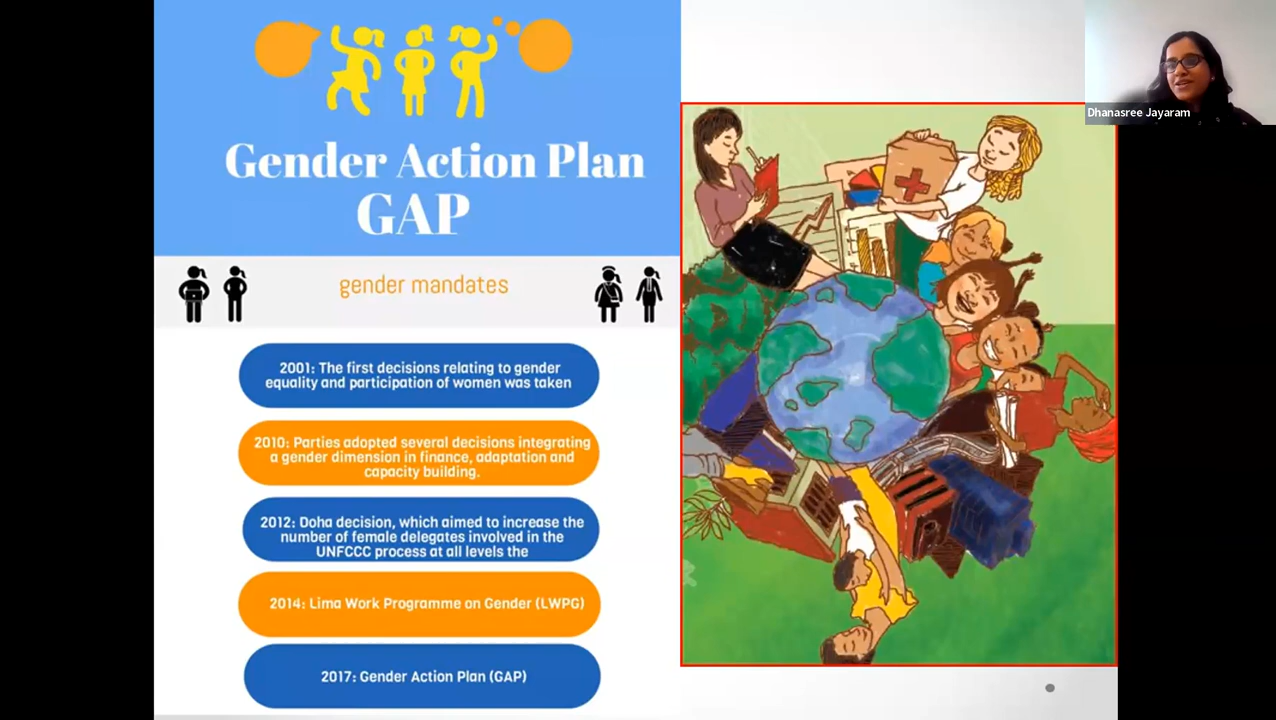 Gender Action Plan
GAP
gender mandates
2001: The first decisions relating to gender
equality and participation of women was taken
2010: Parties adopted several decisions integrating
a gender dimension in finance, adaptation and
capacity building.
2012: Doha decision, which aimed to increase the
number of female delegates involved in the
UNFCCC process at all levels the
2014: Lima Work Programme on Gender (LWPG)
2017: Gender Action Plan (GAP)
Dhanasree Jayaram